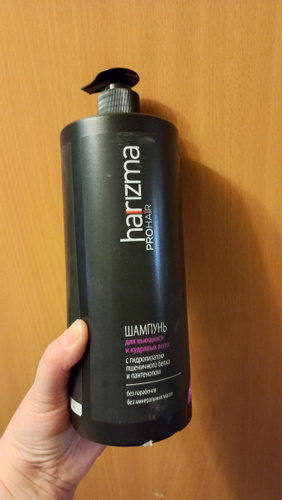 harizma
PROHAIR
ШАМПУНЬ
для вьющихся
и кудрявых волос
с гидролизатом
пшеничного белка
и пантенолом
без парабенов
без минеральных масел